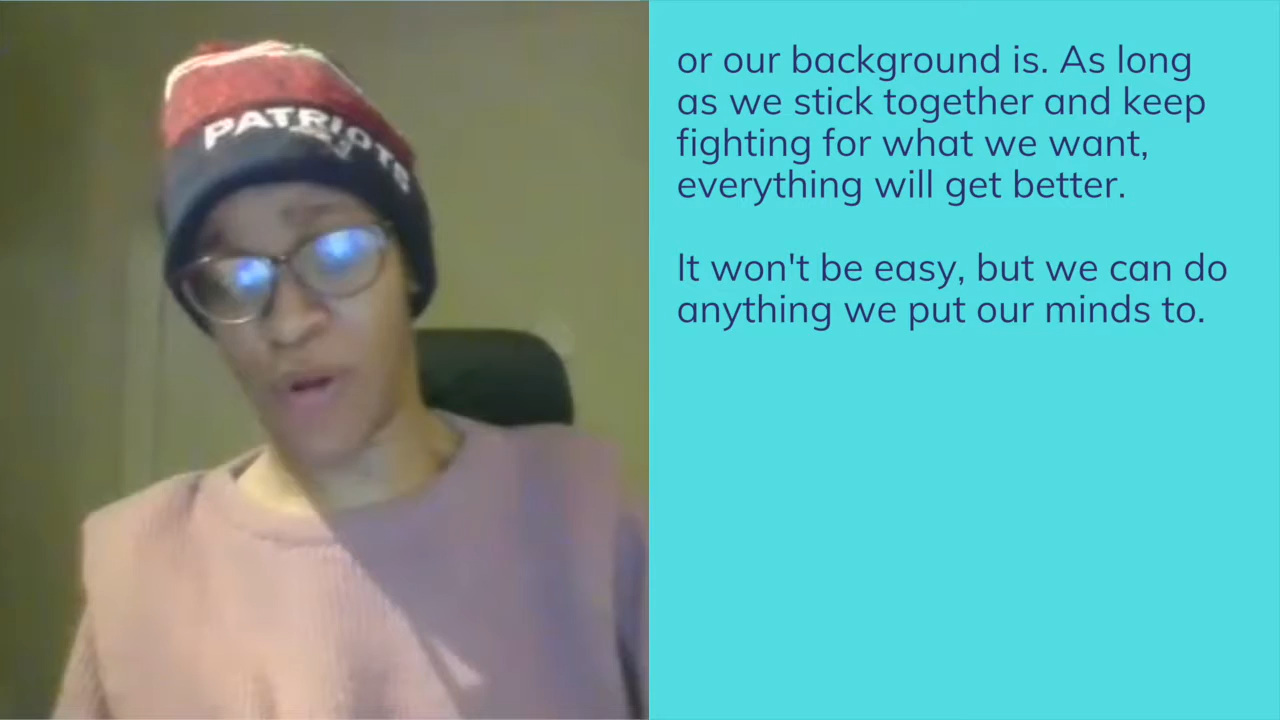 PATRIOTS
or our background is. As long
as we stick together and keep
fighting for what we want,
everything will get better.
It won't be easy, but we can do
anything we put our minds to.